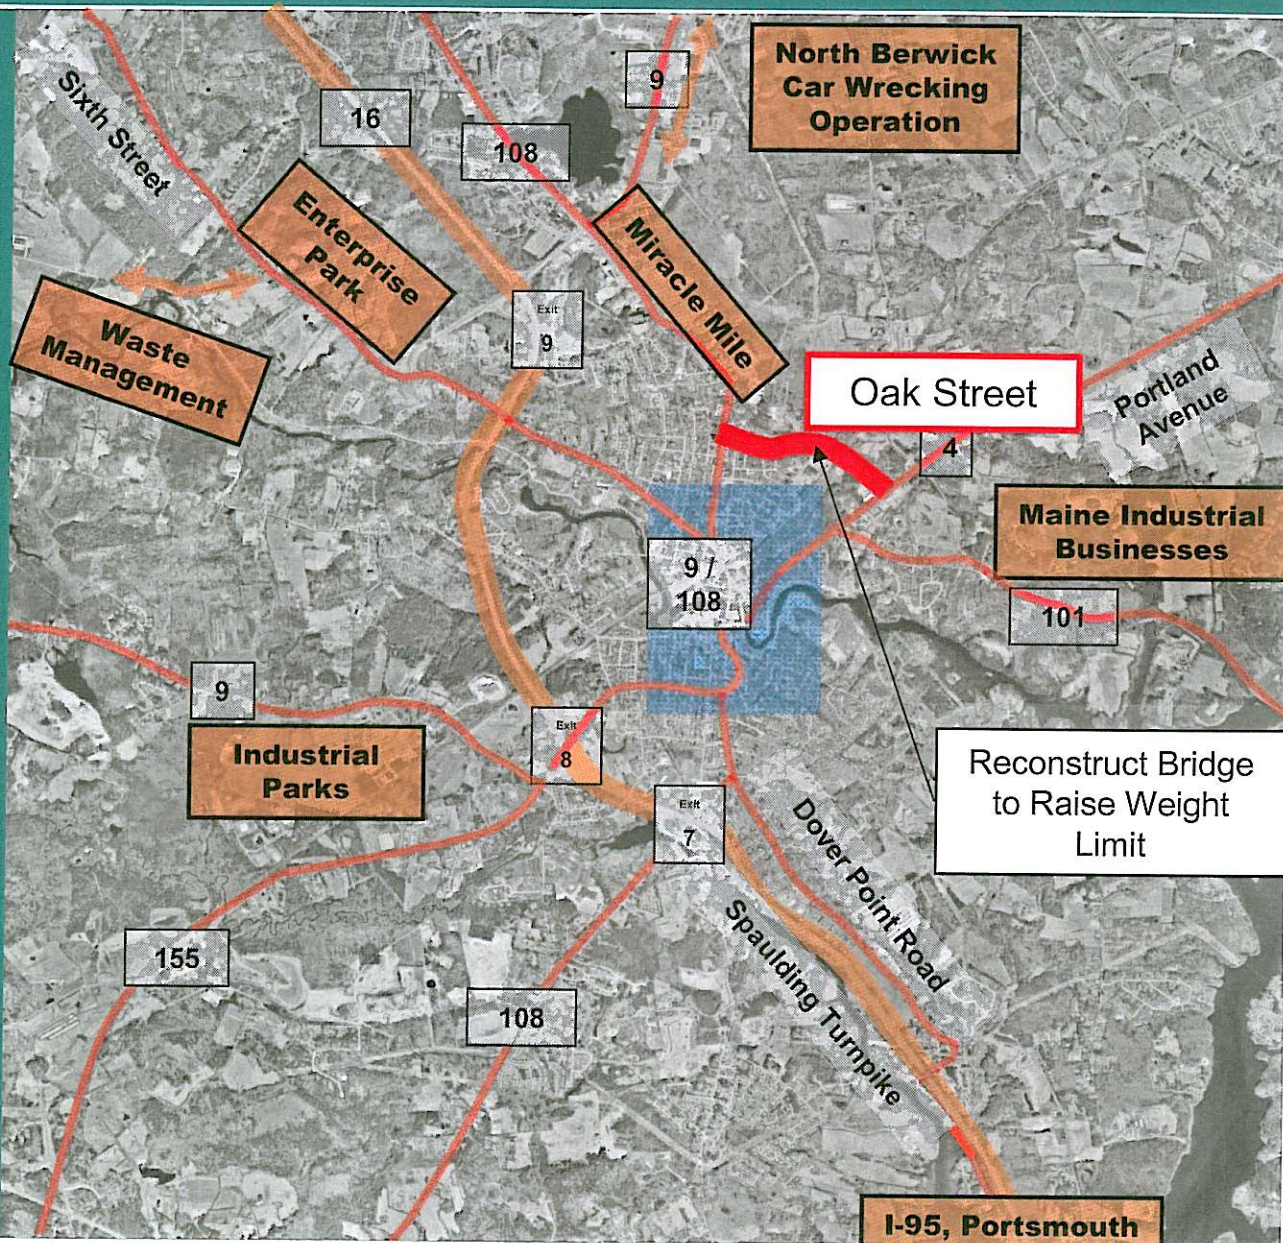 North Berwick
Car Wrecking
Operation
9
16
108
Sixth Street
Enterprise
Park
Miracle Mile
Waste
Management
Exit
9
Oak Street
Portland
Avenue
4
Maine Industrial
Businesses
9 /
108
101
9
Industrial
Parks
Exit
8
Exit
7
Reconstruct Bridge
to Raise Weight
Limit
Dover Point Road
Spaulding Turnpike
155
108
I-95, Portsmouth